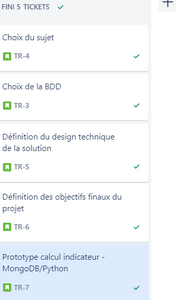 FINI 5 TICKETS
Choix du sujet
TR-4
Choix de la BDD
TR-3
Définition du design technique
de la solution
TR-5
Définition des objectifs finaux du
projet
TR-6
Prototype calcul indicateur -
MongoDB/Python
TR-7